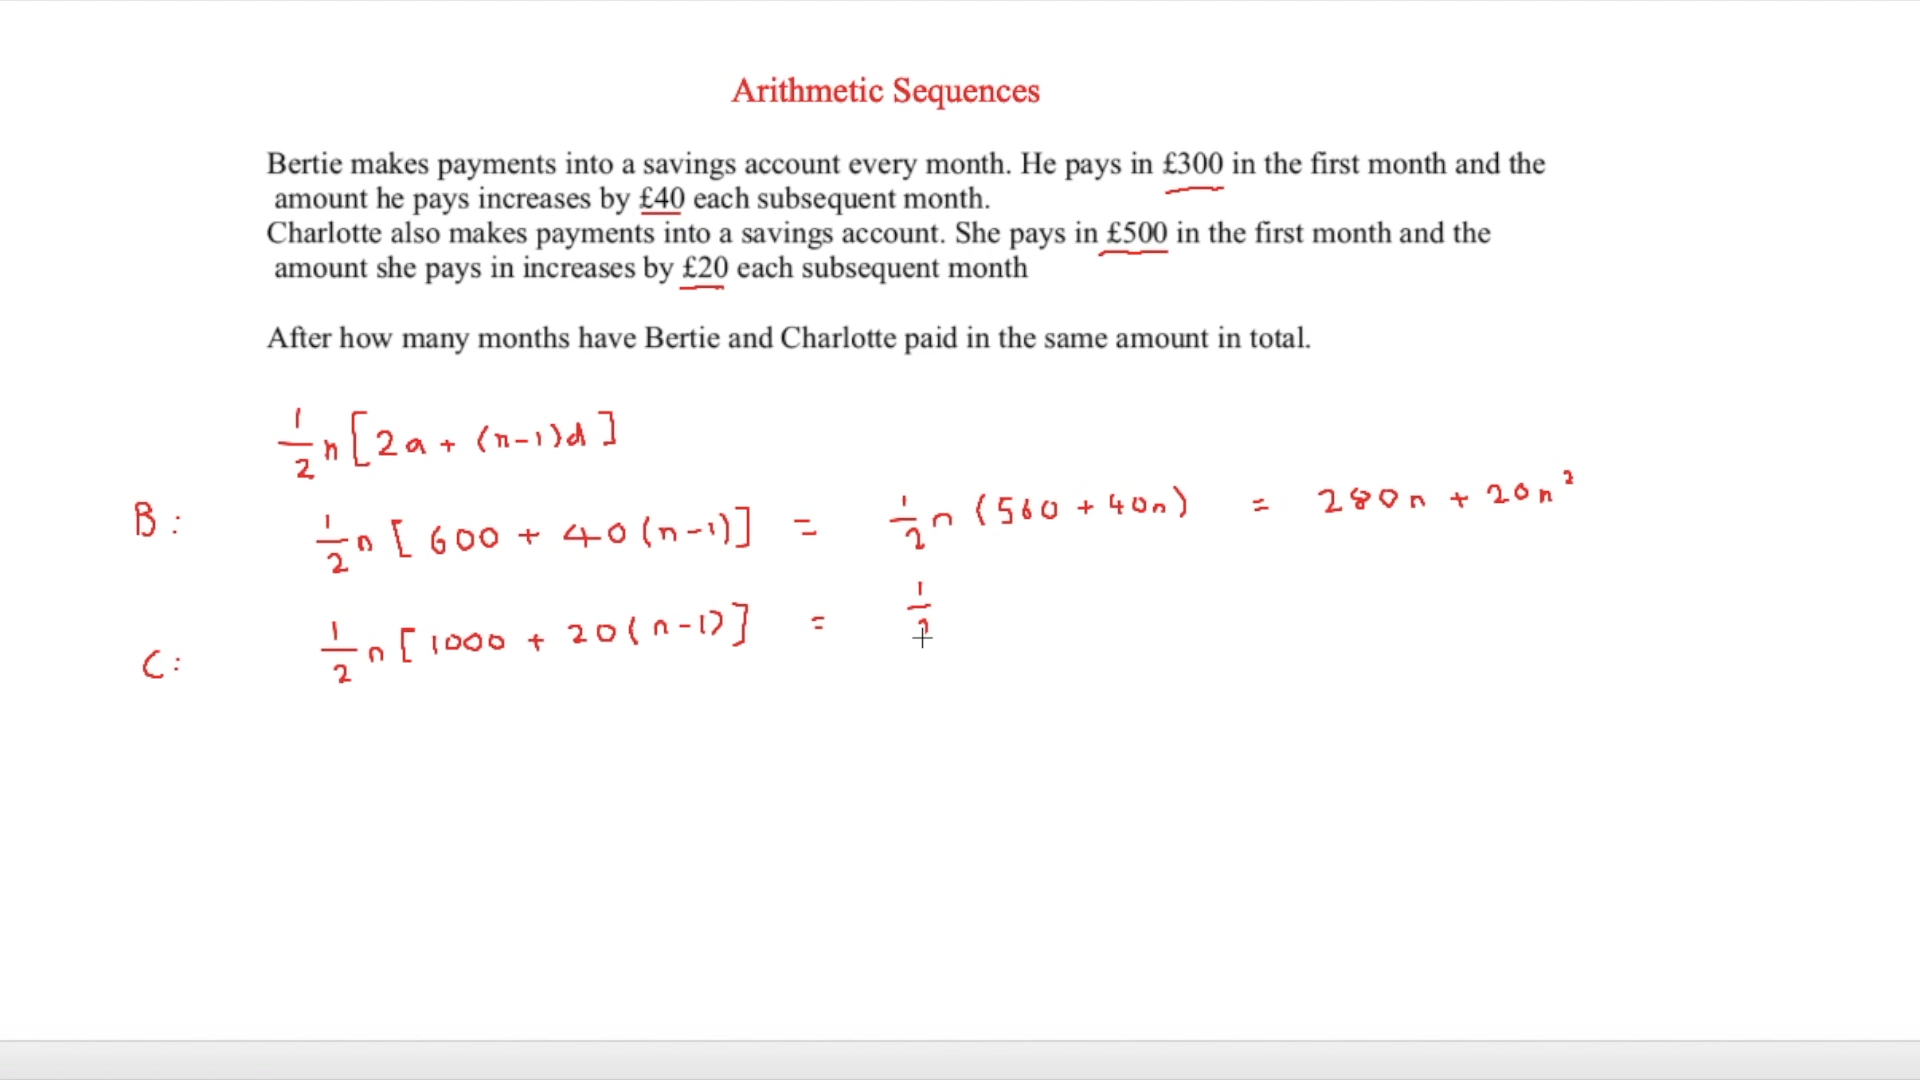 Arithmetic Sequences
Bertie makes payments into a savings account every month. He pays in £300 in the first month and the
amount he pays increases by £40 each subsequent month.
Charlotte also makes payments into a savings account. She pays in £500 in the first month and the
amount she pays in increases by £20 each subsequent month
After how many months have Bertie and Charlotte paid in the same amount in total.
1/2 n [2a + (n-1)d]
B: 1/2 n [600 + 40(n-1)] = 1/2 n (560 + 40n) = 280n + 20n²
C: 1/2 n [1000 + 20(n-1)] = 1/2